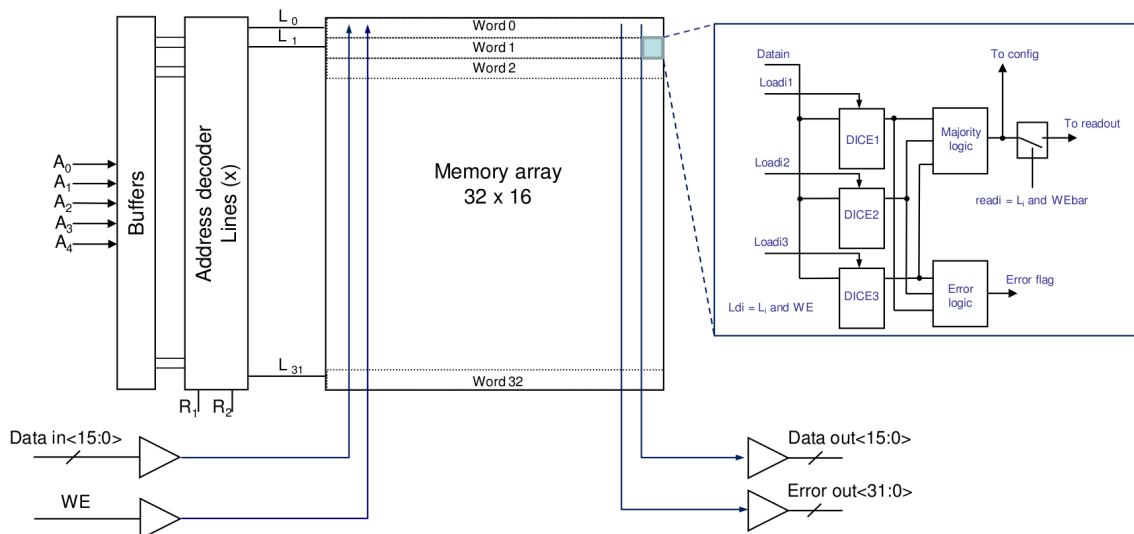 L0
L1
Word 0
Word 1
Word 2
Datain
Loadi1
DICE1
To config
Majority logic
To readout
A0
A1
A2
A3
A4
Buffers
Address decoder
Lines (x)
Memory array
32 x 16
Loadi2
DICE2
readi = Li and WEbar
Loadi3
DICE3
Error logic
Error flag
Ldi = Li and WE
L31
Word 32
R1
R2
Data in<15:0>
Data out<15:0>
WE
Error out<31:0>